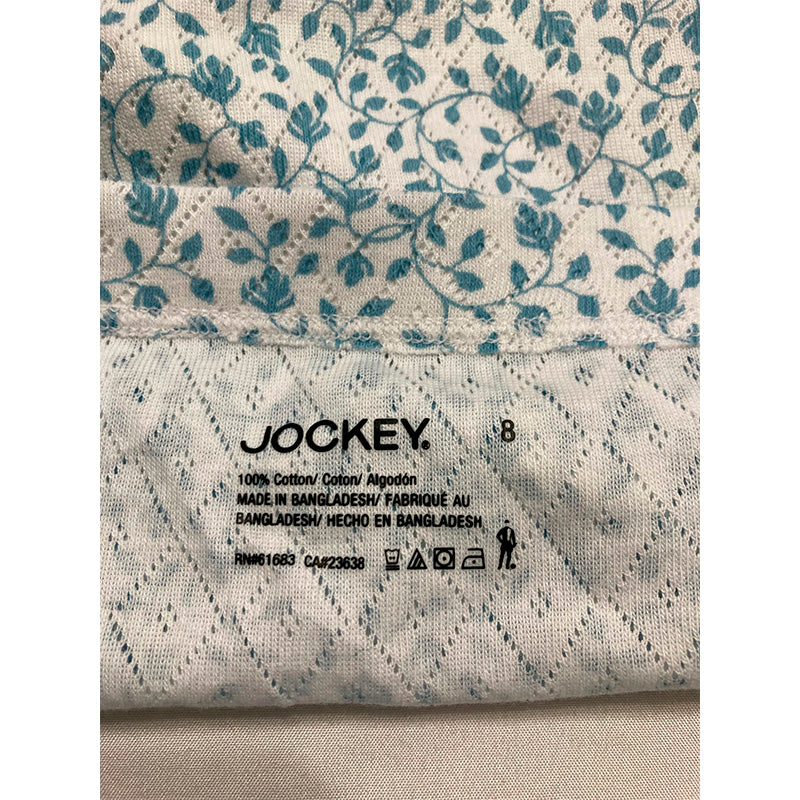 JOCKEY. 8
100% Cotton/ Coton/ Algodón
MADE IN BANGLADESH/ FABRIQUÉ AU
BANGLADESH/ HECHO EN BANGLADESH
RN#61683 CA#23638